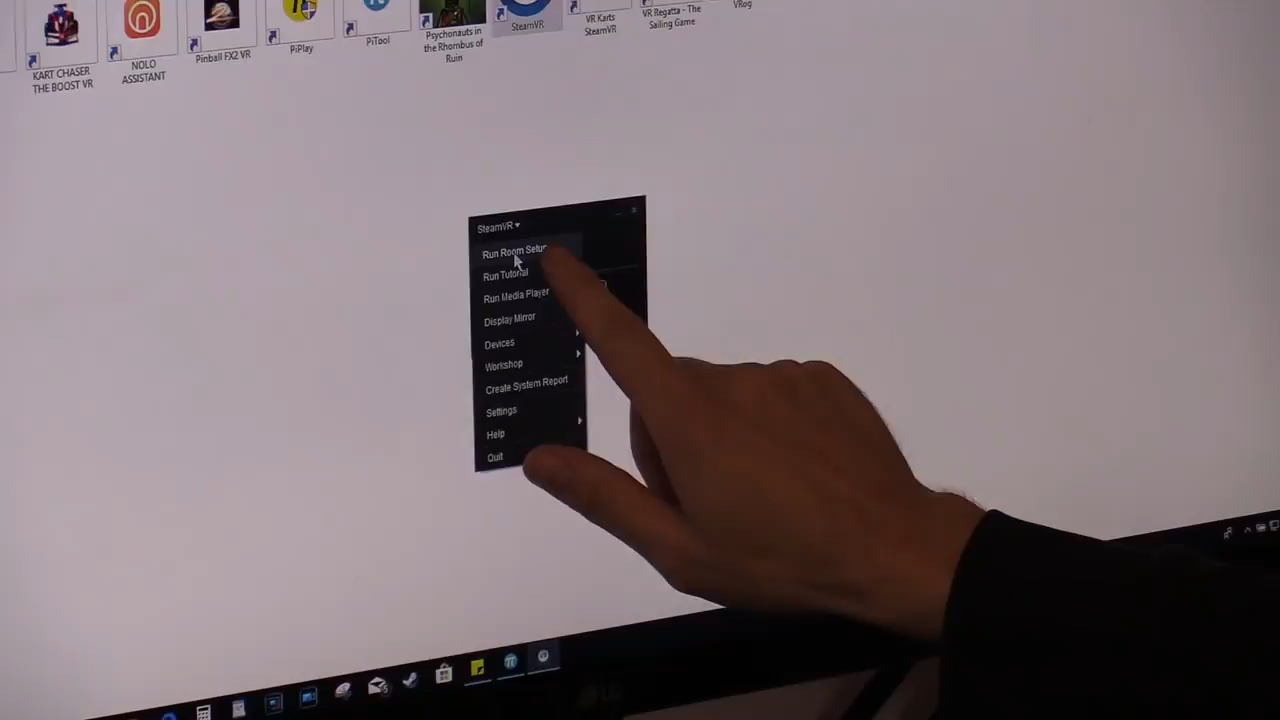 KART CHASER
THE BOOST VR
NOLO
ASSISTANT
Pinball FX2 VR
PiPlay
PiTool
Psychonauts in
the Rhombus of
Ruin
SteamVR
VR Karts
SteamVR
VR Regatta - The
Sailing Game
VRog
SteamVR
Run Room Setup
Run Tutorial
Run Media Player
Display Mirror
Devices
Workshop
Create System Report
Settings
Help
Quit
LG